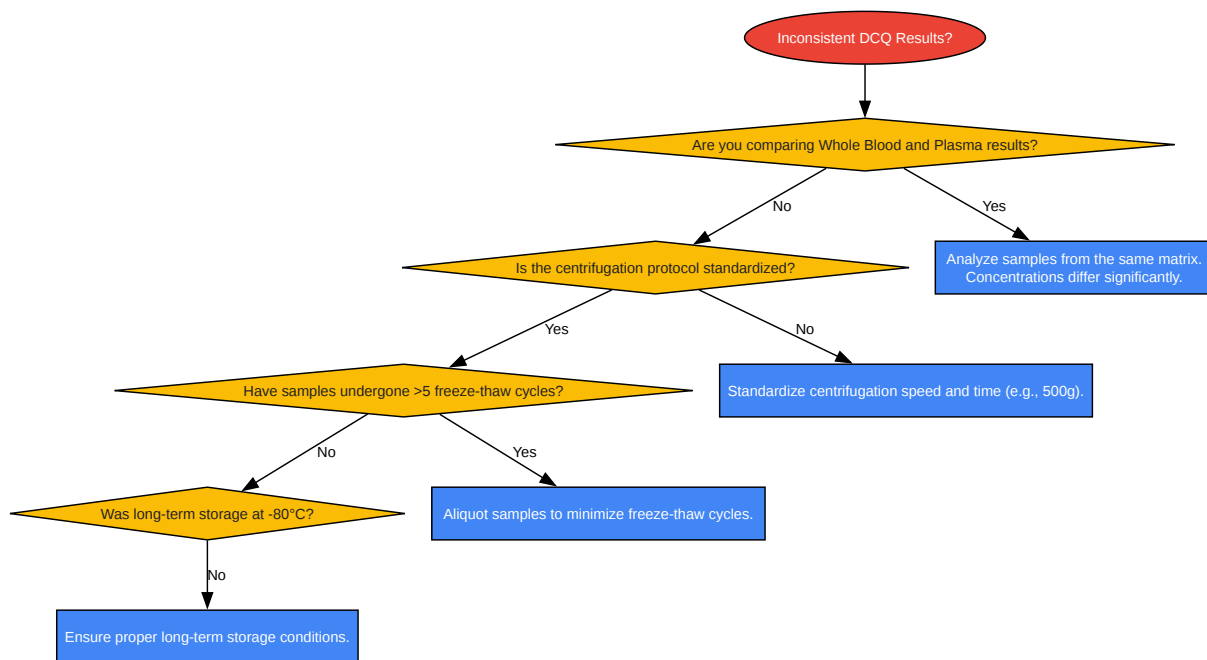 Inconsistent DCQ Results?
Are you comparing Whole Blood and Plasma results?
No
Yes
Is the centrifugation protocol standardized?
Analyze samples from the same matrix.
Concentrations differ significantly.
Yes
No
Have samples undergone >5 freeze-thaw cycles?
Standardize centrifugation speed and time (e.g., 500g).
No
Yes
Was long-term storage at -80°C?
Aliquot samples to minimize freeze-thaw cycles.
No
Ensure proper long-term storage conditions.